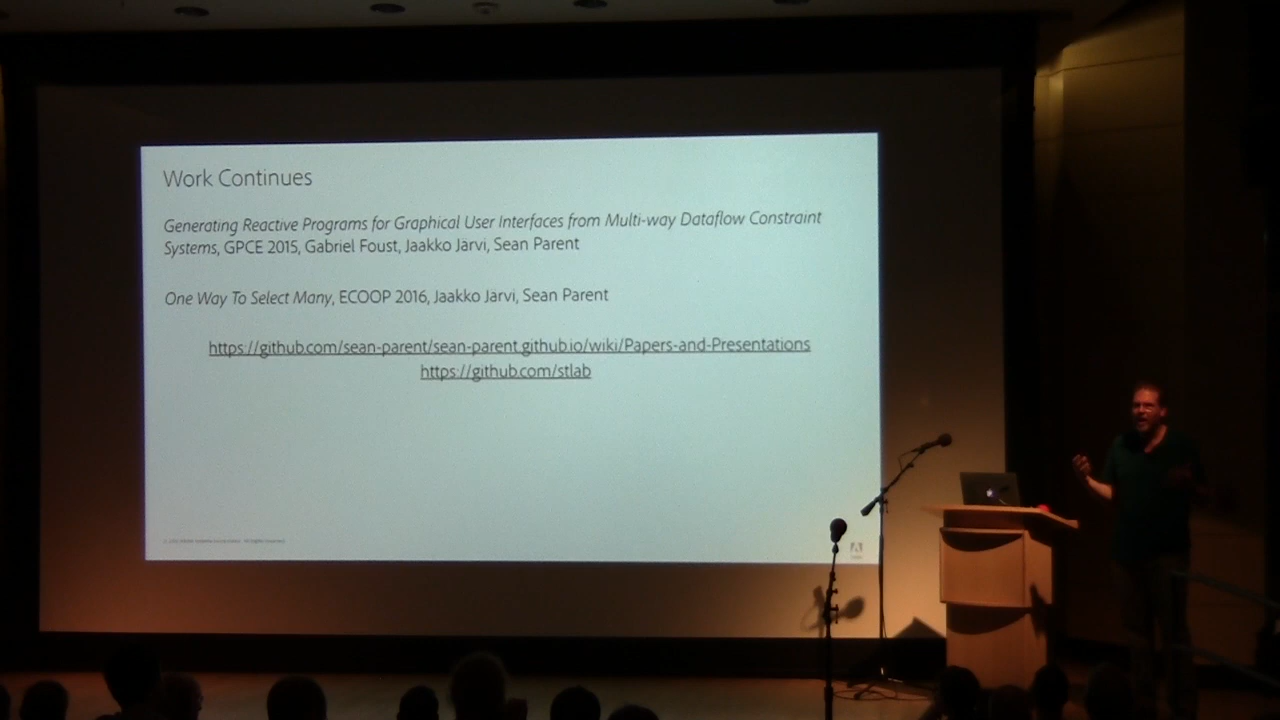 Work Continues
Generating Reactive Programs for Graphical User Interfaces from Multi-way Dataflow Constraint
Systems, GPCE 2015, Gabriel Foust, Jaakko Järvi, Sean Parent
One Way To Select Many, ECOOP 2016, Jaakko Järvi, Sean Parent
https://github.com/sean-parent/sean-parent.github.io/wiki/Papers-and-Presentations
https://github.com/stlab